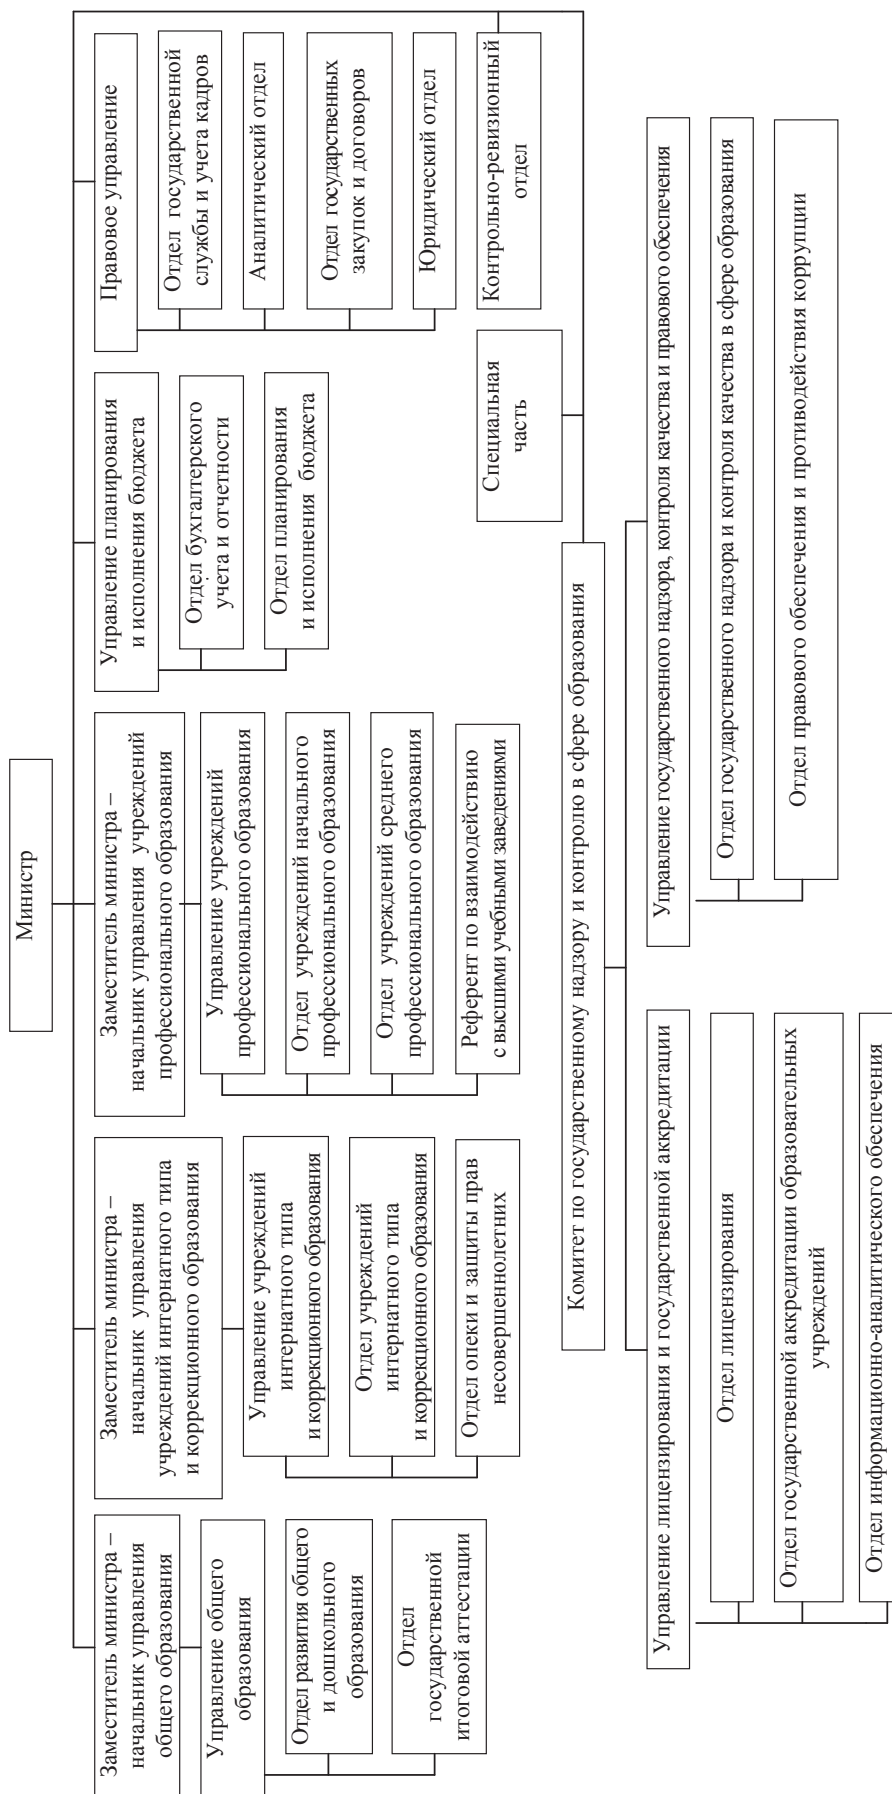 Министр
Заместитель министра –
начальник управления
общего образования
Управление общего
образования
Отдел развития общего
и дошкольного
образования
Отдел
государственной
итоговой аттестации
Заместитель министра –
начальник управления
учреждений интернатного типа
и коррекционного образования
Управление учреждений
интернатного типа
и коррекционного образования
Отдел учреждений
интернатного типа
и коррекционного образования
Отдел опеки и защиты прав
несовершеннолетних
Заместитель министра –
начальник управления учреждений
профессионального образования
Управление учреждений
профессионального образования
Отдел учреждений начального
профессионального образования
Отдел учреждений среднего
профессионального образования
Референт по взаимодействию
с высшими учебными заведениями
Управление планирования
и исполнения бюджета
Отдел бухгалтерского
учета и отчетности
Отдел планирования
и исполнения бюджета
Правовое управление
Отдел государственной
службы и учета кадров
Аналитический отдел
Отдел государственных
закупок и договоров
Юридический отдел
Специальная
часть
Контрольно-ревизионный
отдел
Комитет по государственному надзору и контролю в сфере образования
Управление лицензирования и государственной аккредитации
Отдел лицензирования
Отдел государственной аккредитации образовательных
учреждений
Отдел информационно-аналитического обеспечения
Управление государственного надзора, контроля качества и правового обеспечения
Отдел государственного надзора и контроля качества в сфере образования
Отдел правового обеспечения и противодействия коррупции